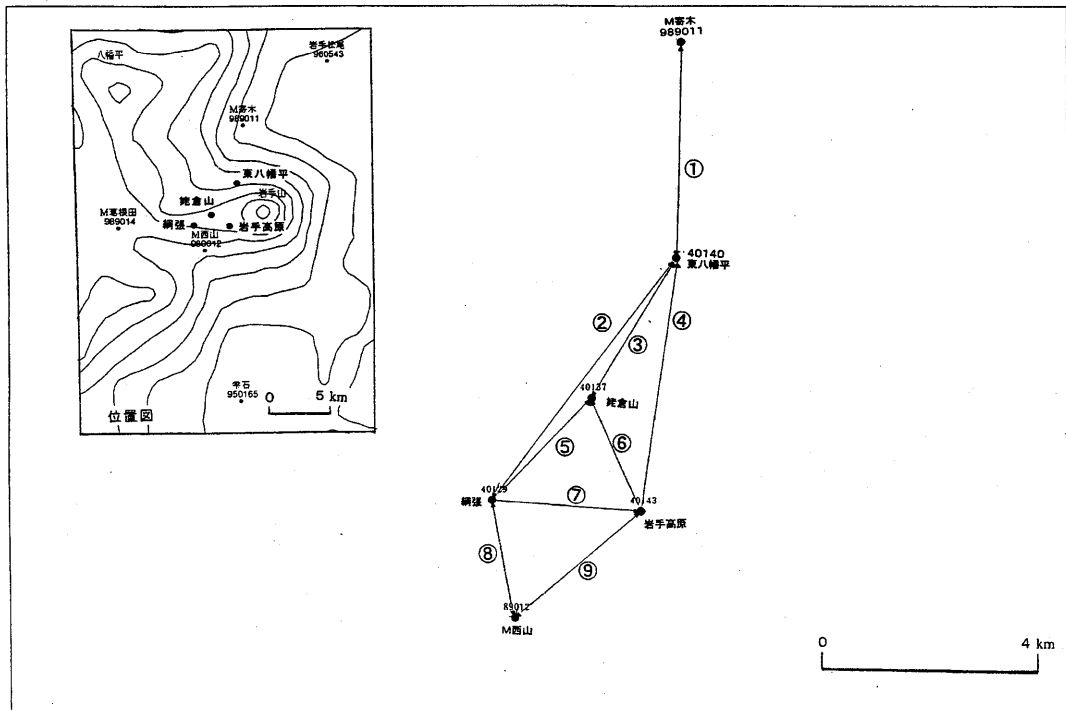 八幡平
岩手松尾
960543
M寄木
989011
東八幡平
岩手山
姥倉山
M葛根田
989014
網張
岩手高原
M西山
989012
雫石
950165
0 5 km
位置図
M寄木
989011
①
40140
東八幡平
②
③
④
40137
姥倉山
⑤
⑥
40129
網張
⑦
40143
岩手高原
⑧
⑨
89012
M西山
0 4 km